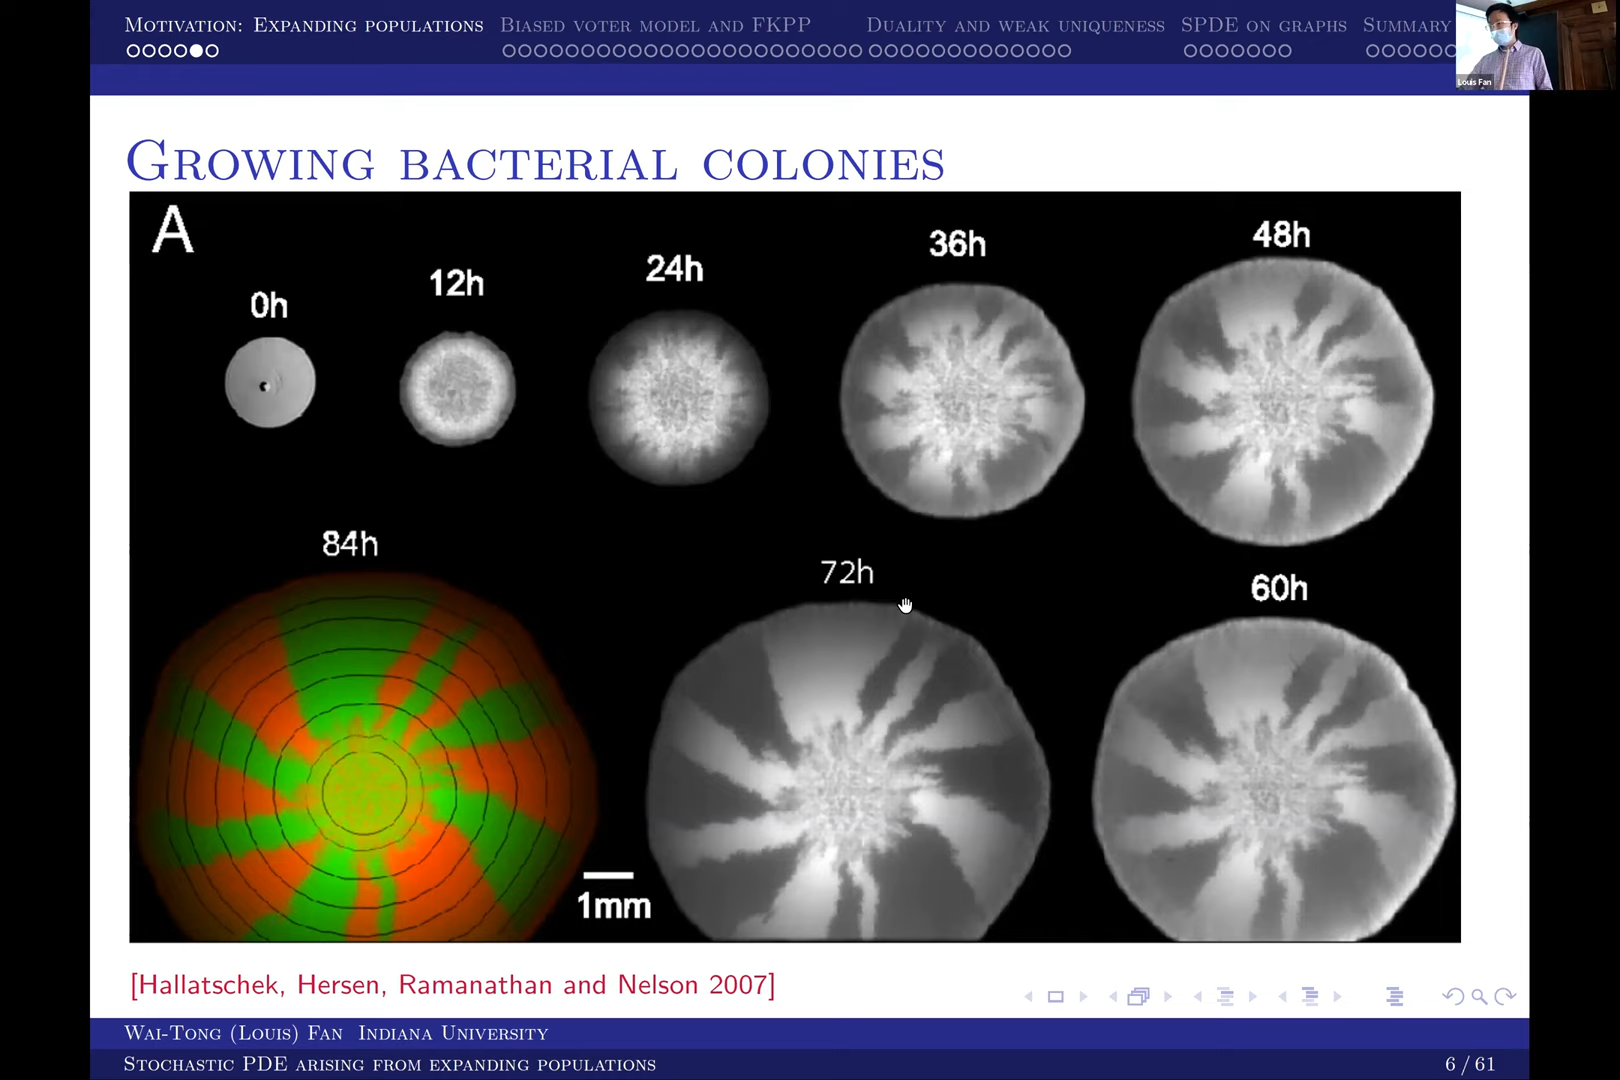 Motivation: Expanding populations Biased voter model and FKPP Duality and weak uniqueness SPDE on graphs Summary
Louis Fan
Growing bacterial colonies
A
0h
12h
24h
36h
48h
84h
72h
60h
1mm
[Hallatschek, Hersen, Ramanathan and Nelson 2007]
Wai-Tong (Louis) Fan Indiana University
Stochastic PDE arising from expanding populations
6 / 61